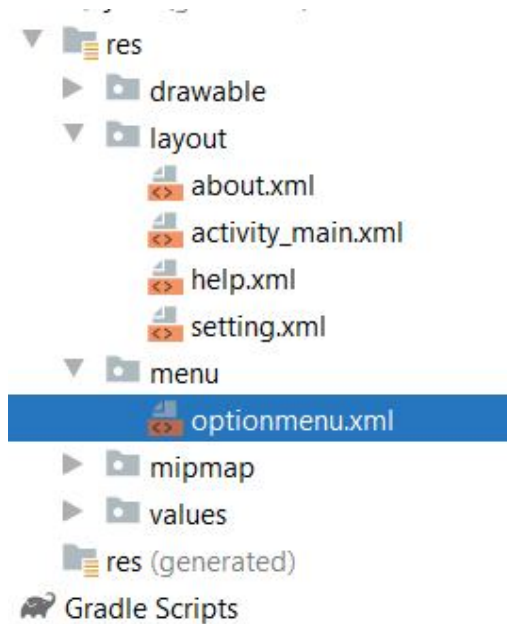 res
drawable
layout
about.xml
activity_main.xml
help.xml
setting.xml
menu
optionmenu.xml
mipmap
values
res (generated)
Gradle Scripts